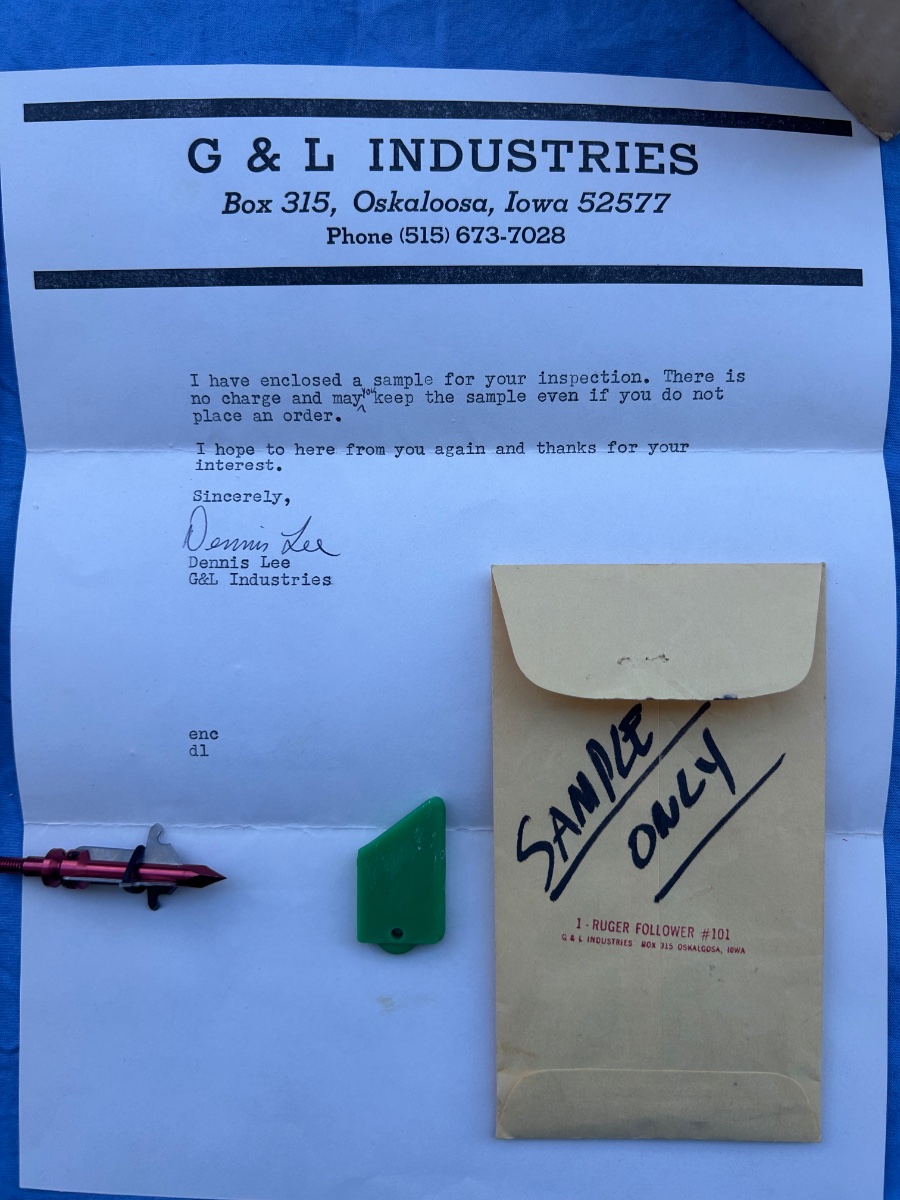 G & L INDUSTRIES
Box 315, Oskaloosa, Iowa 52577
Phone (515) 673-7028
I have enclosed a sample for your inspection. There is
no charge and may you keep the sample even if you do not
place an order.
I hope to here from you again and thanks for your
interest.
Sincerely,
Dennis Lee
Dennis Lee
G&L Industries
enc
dl
SAMPLE
ONLY
1 - RUGER FOLLOWER #101
G & L INDUSTRIES BOX 315 OSKALOOSA, IOWA